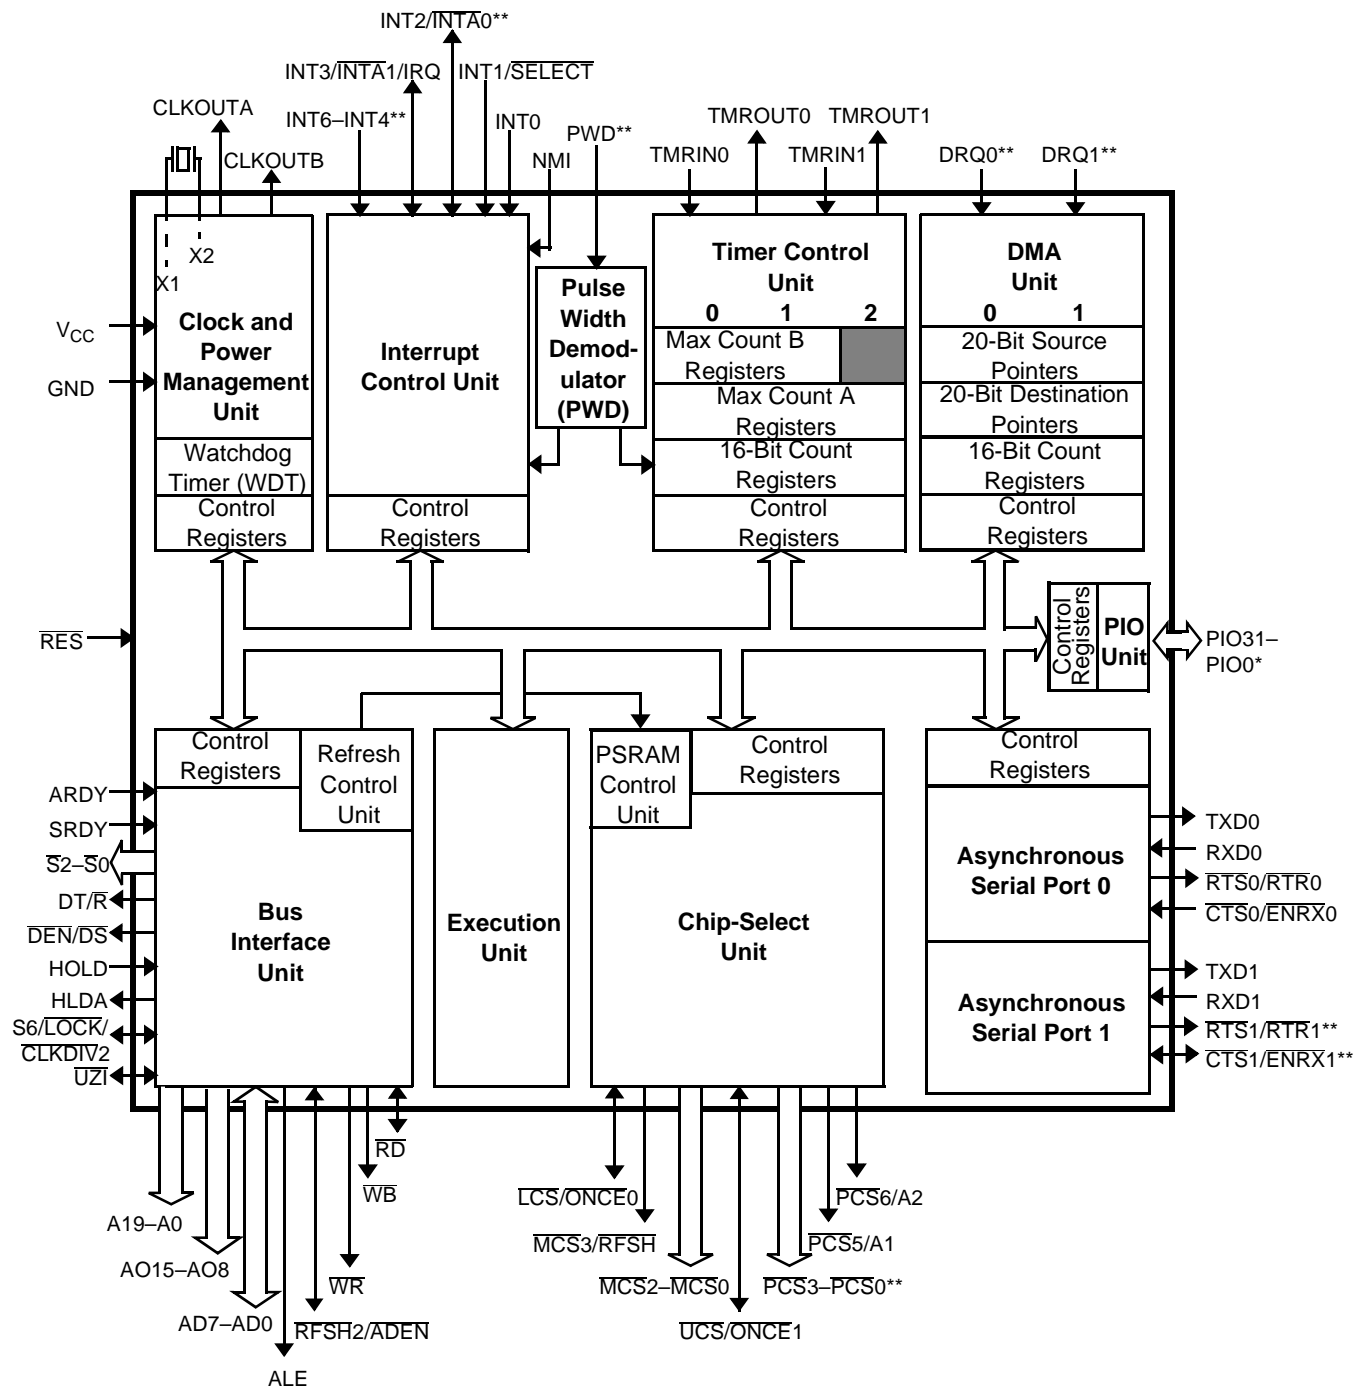 INT2/INTA0**
INT3/INTA1/IRQ
INT1/SELECT
CLKOUTA
INT6–INT4**
INT0
PWD**
TMROUT0
TMROUT1
CLKOUTB
NMI
TMRIN0
TMRIN1
DRQ0**
DRQ1**
X2
X1
Clock and
Power
Management
Unit
Watchdog
Timer (WDT)
Control
Registers
VCC
GND
Interrupt
Control Unit
Control
Registers
Pulse
Width
Demod-
ulator
(PWD)
Timer Control
Unit
0 1 2
Max Count B
Registers
Max Count A
Registers
16-Bit Count
Registers
Control
Registers
DMA
Unit
0 1
20-Bit Source
Pointers
20-Bit Destination
Pointers
16-Bit Count
Registers
Control
Registers
RES
Control
Registers
PIO
Unit
PIO31–
PIO0*
Control
Registers
Refresh
Control
Unit
Bus
Interface
Unit
ARDY
SRDY
S2–S0
DT/R
DEN/DS
HOLD
HLDA
S6/LOCK/
CLKDIV2
UZI
Execution
Unit
PSRAM
Control
Unit
Control
Registers
Chip-Select
Unit
Control
Registers
Asynchronous
Serial Port 0
Asynchronous
Serial Port 1
TXD0
RXD0
RTS0/RTR0
CTS0/ENRX0
TXD1
RXD1
RTS1/RTR1**
CTS1/ENRX1**
RD
WB
A19–A0
AO15–AO8
WR
AD7–AD0
RFSH2/ADEN
ALE
LCS/ONCE0
PCS6/A2
MCS3/RFSH
PCS5/A1
MCS2–MCS0
PCS3–PCS0**
UCS/ONCE1